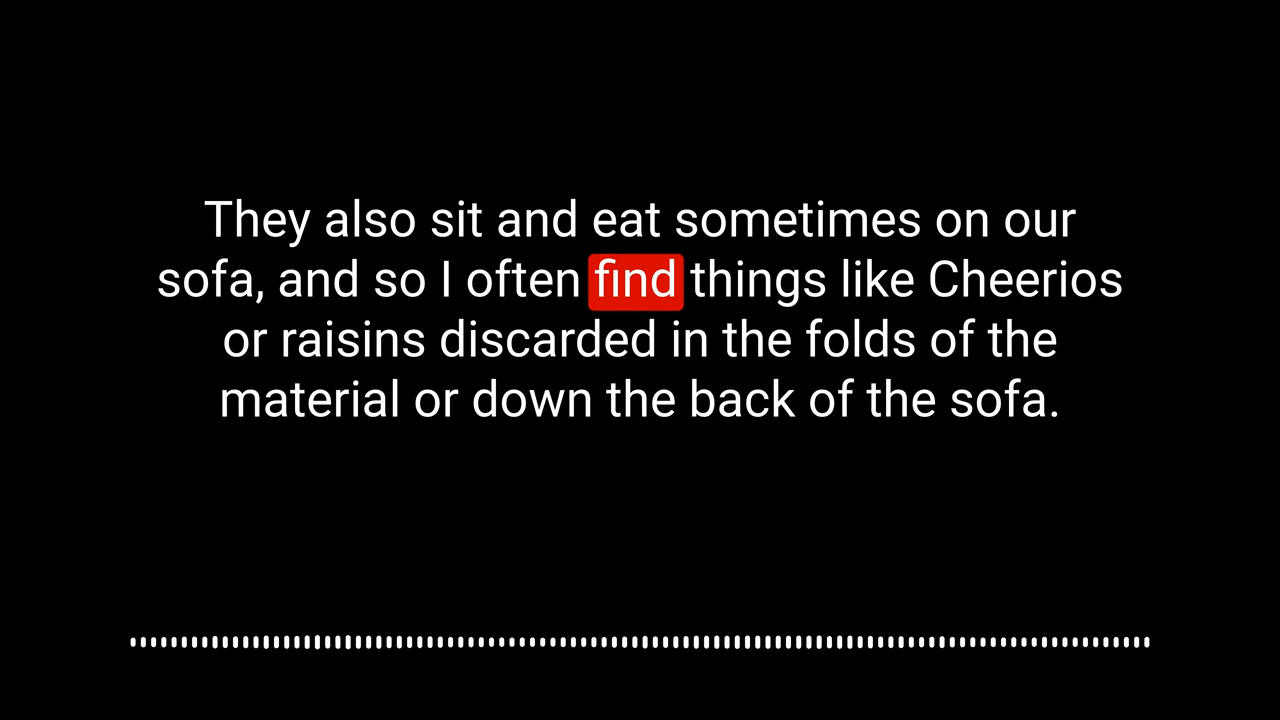 They also sit and eat sometimes on our
sofa, and so I often find things like Cheerios
or raisins discarded in the folds of the
material or down the back of the sofa.